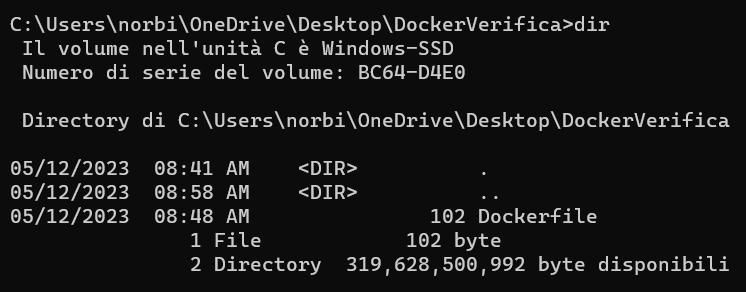 C:\Users\norbi\OneDrive\Desktop\DockerVerifica>dir
 Il volume nell'unità C è Windows-SSD
 Numero di serie del volume: BC64-D4E0

 Directory di C:\Users\norbi\OneDrive\Desktop\DockerVerifica

05/12/2023  08:41 AM    <DIR>          .
05/12/2023  08:58 AM    <DIR>          ..
05/12/2023  08:48 AM               102 Dockerfile
               1 File            102 byte
               2 Directory  319,628,500,992 byte disponibili